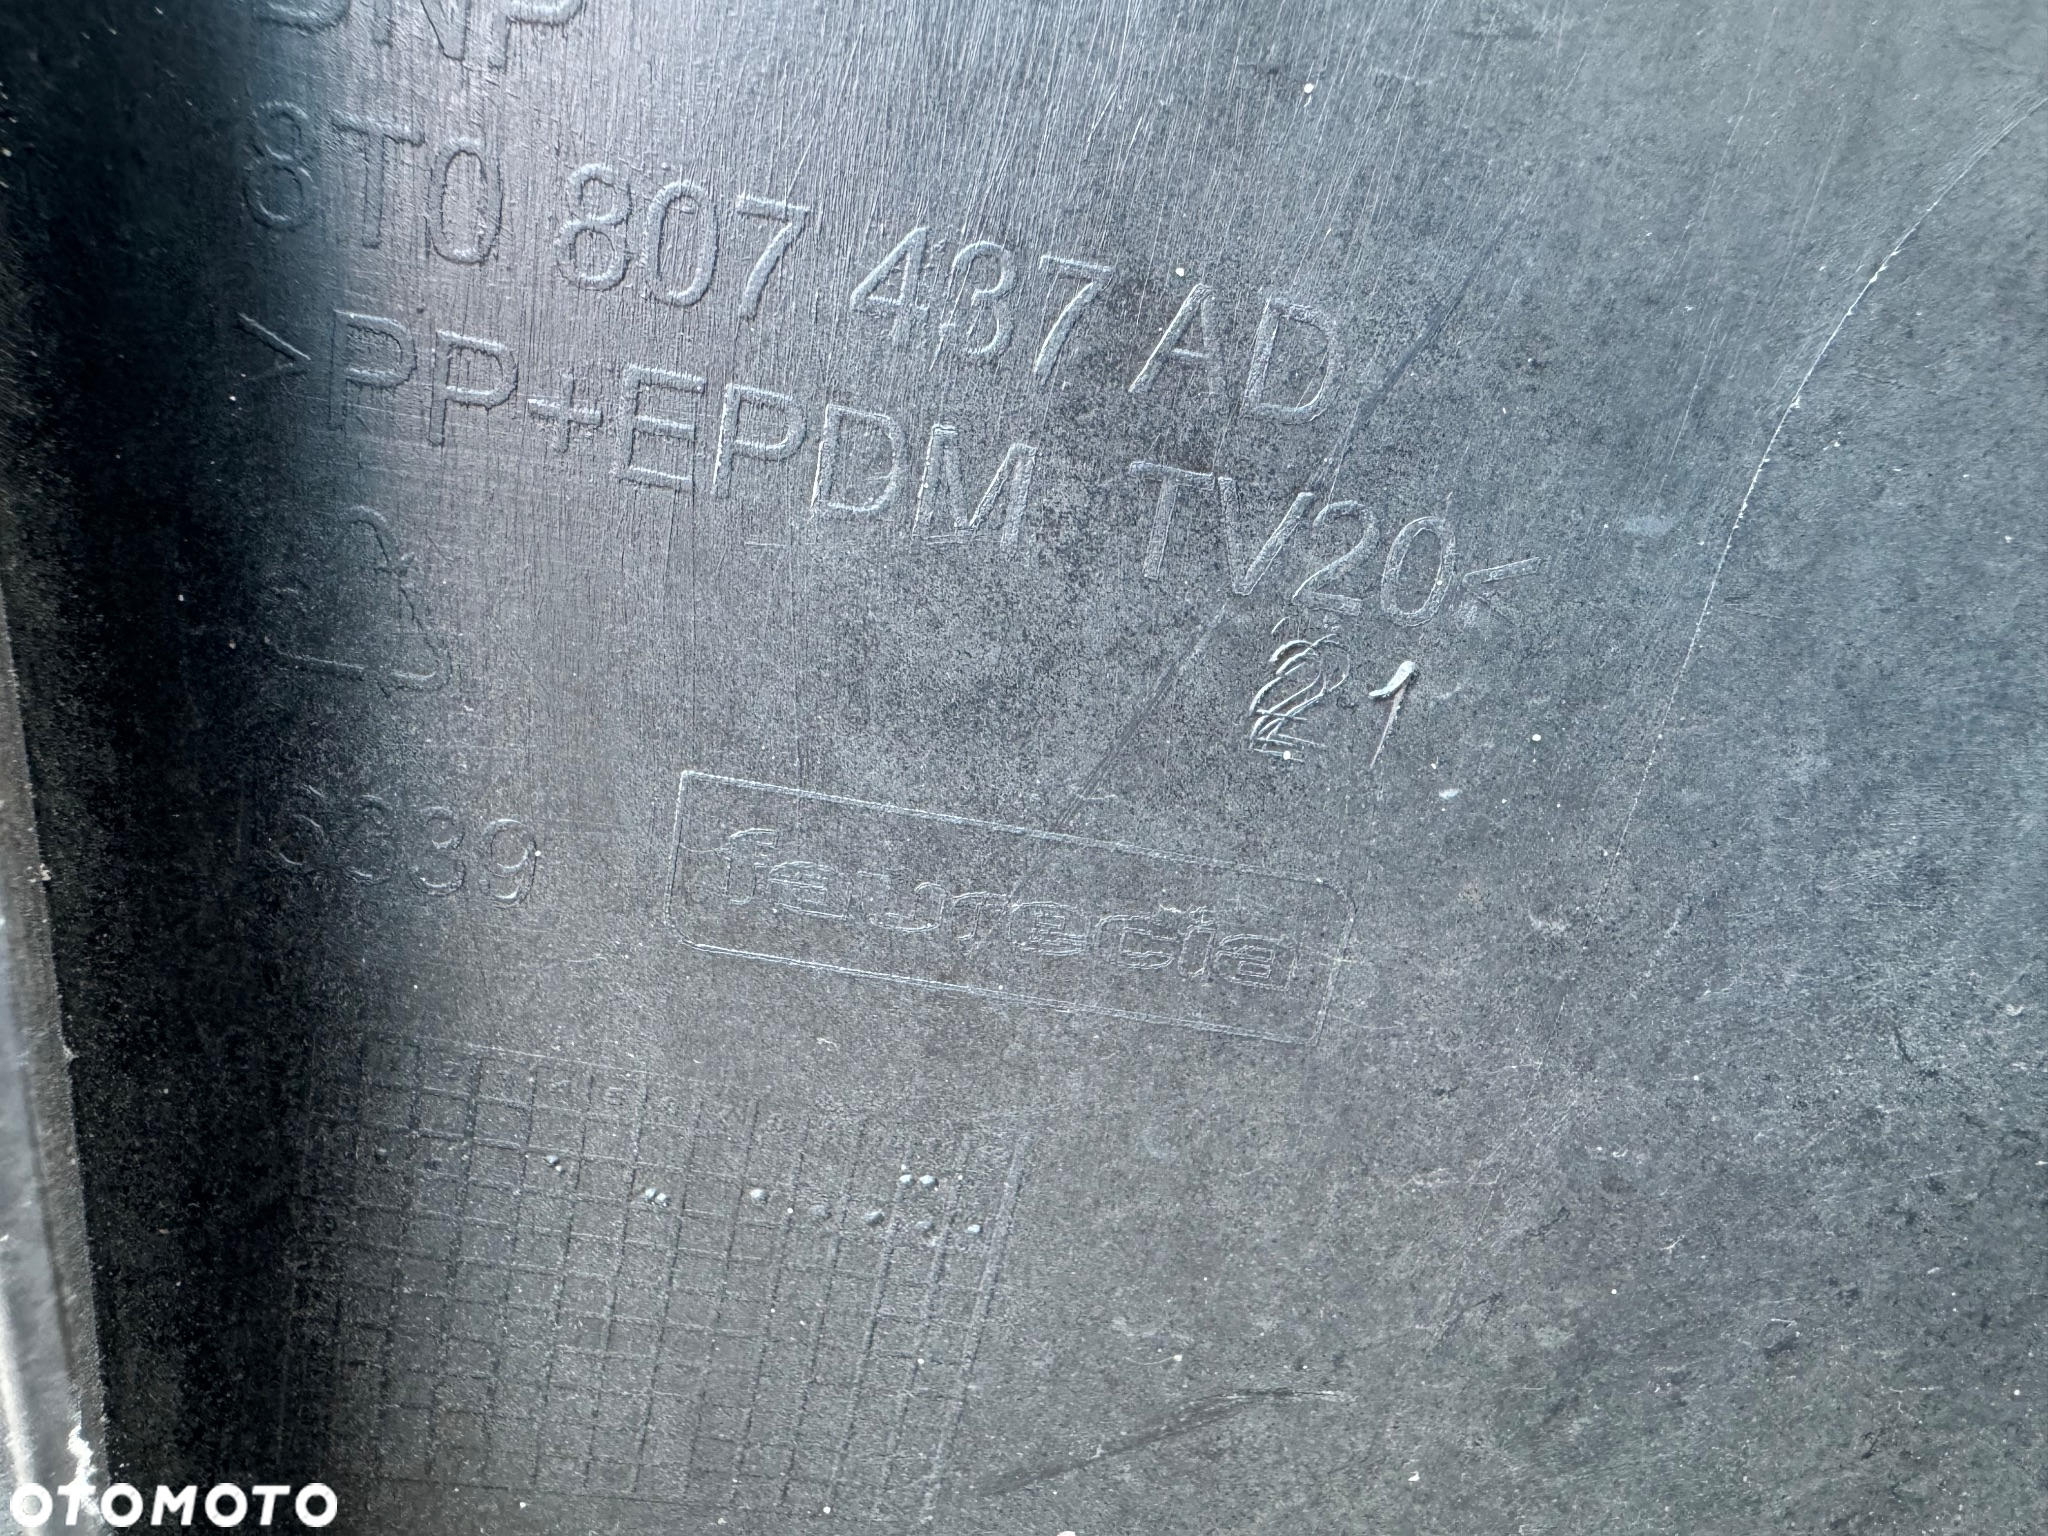 8T0 807 437 AD
>PP+EPDM TV20<
21
faurecia
OTOMOTO